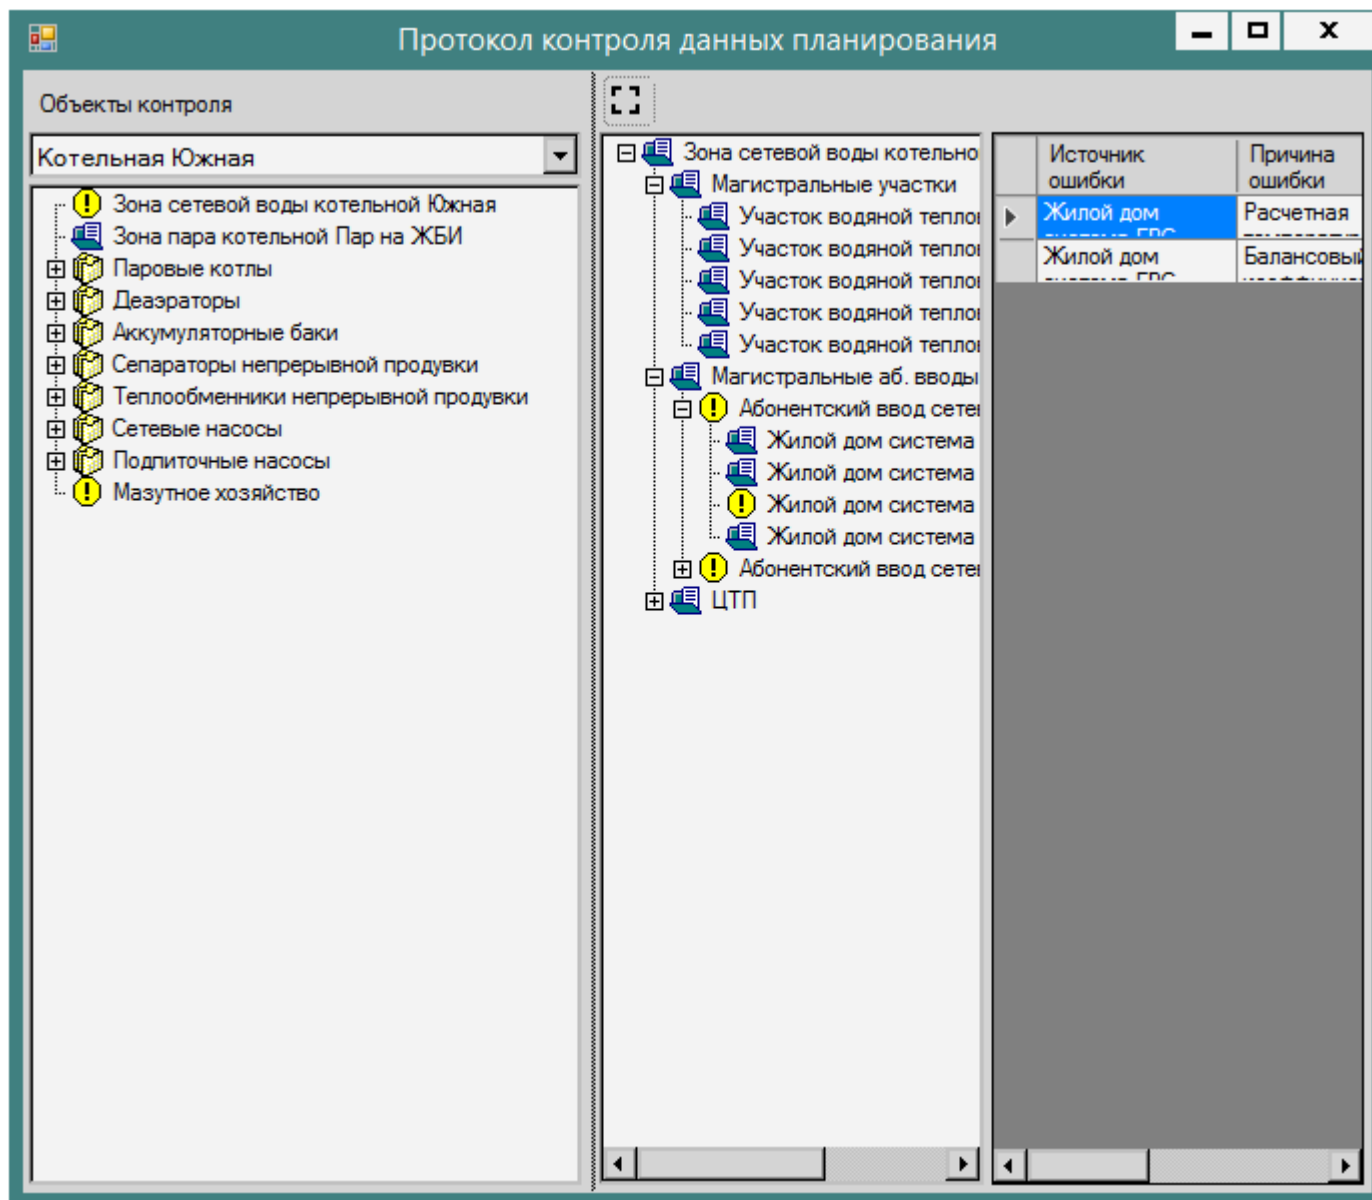 Протокол контроля данных планирования
Объекты контроля
Котельная Южная
Зона сетевой воды котельной Южная
Зона пара котельной Пар на ЖБИ
Паровые котлы
Деаэраторы
Аккумуляторные баки
Сепараторы непрерывной продувки
Теплообменники непрерывной продувки
Сетевые насосы
Подпиточные насосы
Мазутное хозяйство
Зона сетевой воды котельно
Магистральные участки
Участок водяной тепло
Участок водяной тепло
Участок водяной тепло
Участок водяной тепло
Участок водяной тепло
Магистральные аб. вводы
Абонентский ввод сете
Жилой дом система
Жилой дом система
Жилой дом система
Жилой дом система
Абонентский ввод сете
ЦТП
Источник
ошибки
Причина
ошибки
Жилой дом
Расчетная
Жилой дом
Балансовый